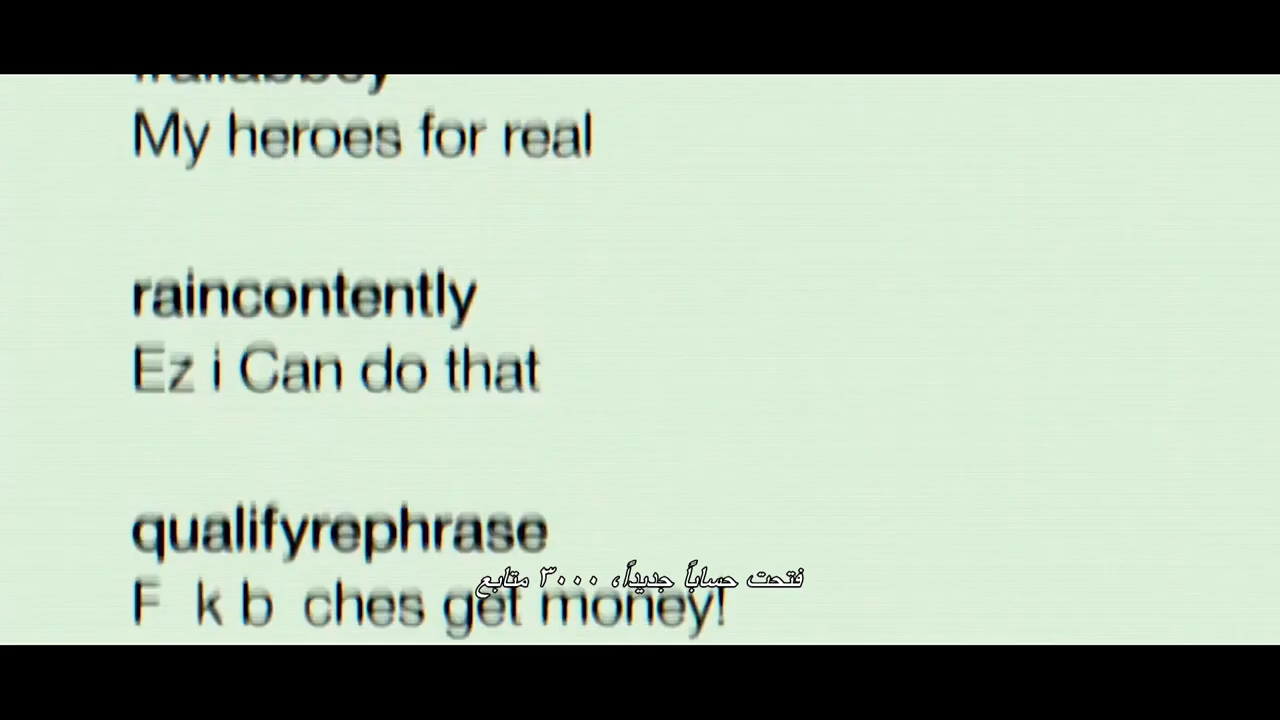 My heroes for real
raincontently
Ez i Can do that
qualifyrephrase
فتحت حساباً جديداً، ٣٠٠٠ متابع
F k b ches get money!